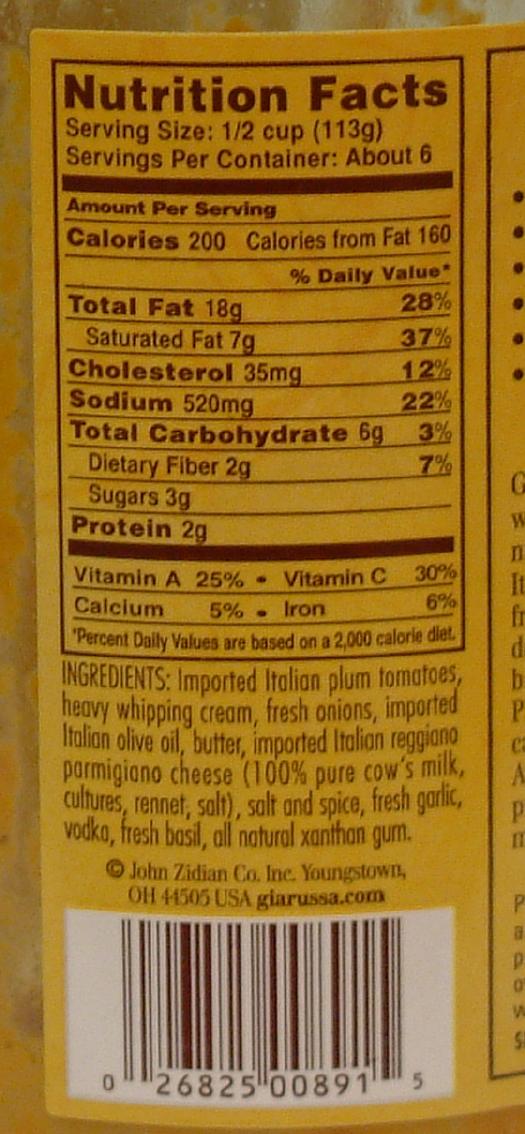 Nutrition Facts
Serving Size: 1/2 cup (113g)
Servings Per Container: About 6
Amount Per Serving
Calories 200 Calories from Fat 160
% Daily Value*
Total Fat 18g 28%
Saturated Fat 7g 37%
Cholesterol 35mg 12%
Sodium 520mg 22%
Total Carbohydrate 6g 3%
Dietary Fiber 2g 7%
Sugars 3g
Protein 2g
Vitamin A 25% • Vitamin C 30%
Calcium 5% • Iron 6%
*Percent Daily Values are based on a 2,000 calorie diet.
INGREDIENTS: Imported Italian plum tomatoes,
heavy whipping cream, fresh onions, imported
Italian olive oil, butter, imported Italian reggiano
parmigiano cheese (100% pure cow's milk,
cultures, rennet, salt), salt and spice, fresh garlic,
vodka, fresh basil, all natural xanthan gum.
© John Zidian Co. Inc. Youngstown,
OH 44505 USA giarussa.com
0 26825 00891 5